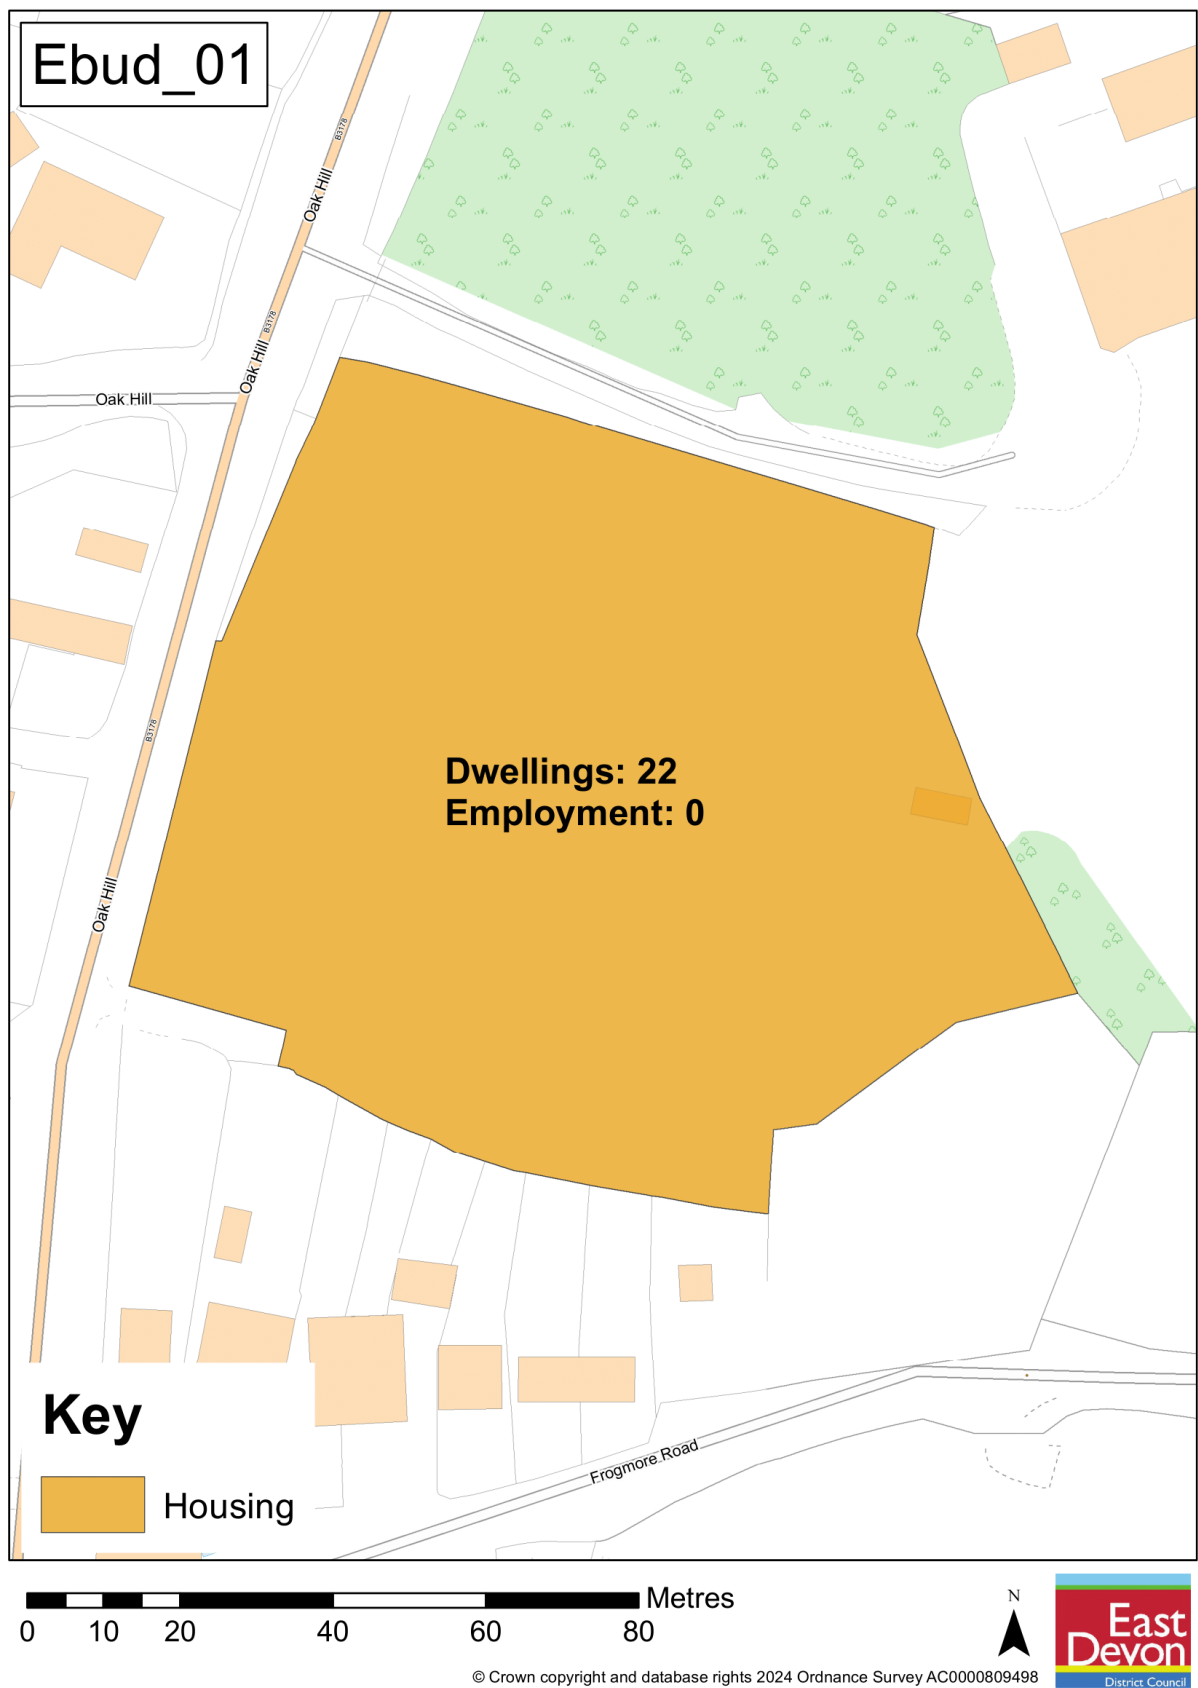 Ebud_01
B3178
Oak Hill
B3178
Oak Hill
Oak Hill
B3178
Dwellings: 22
Employment: 0
Oak Hill
Frogmore Road
Key
Housing
Metres
0 10 20 40 60 80
N
East
Devon
District Council
© Crown copyright and database rights 2024 Ordnance Survey AC0000809498